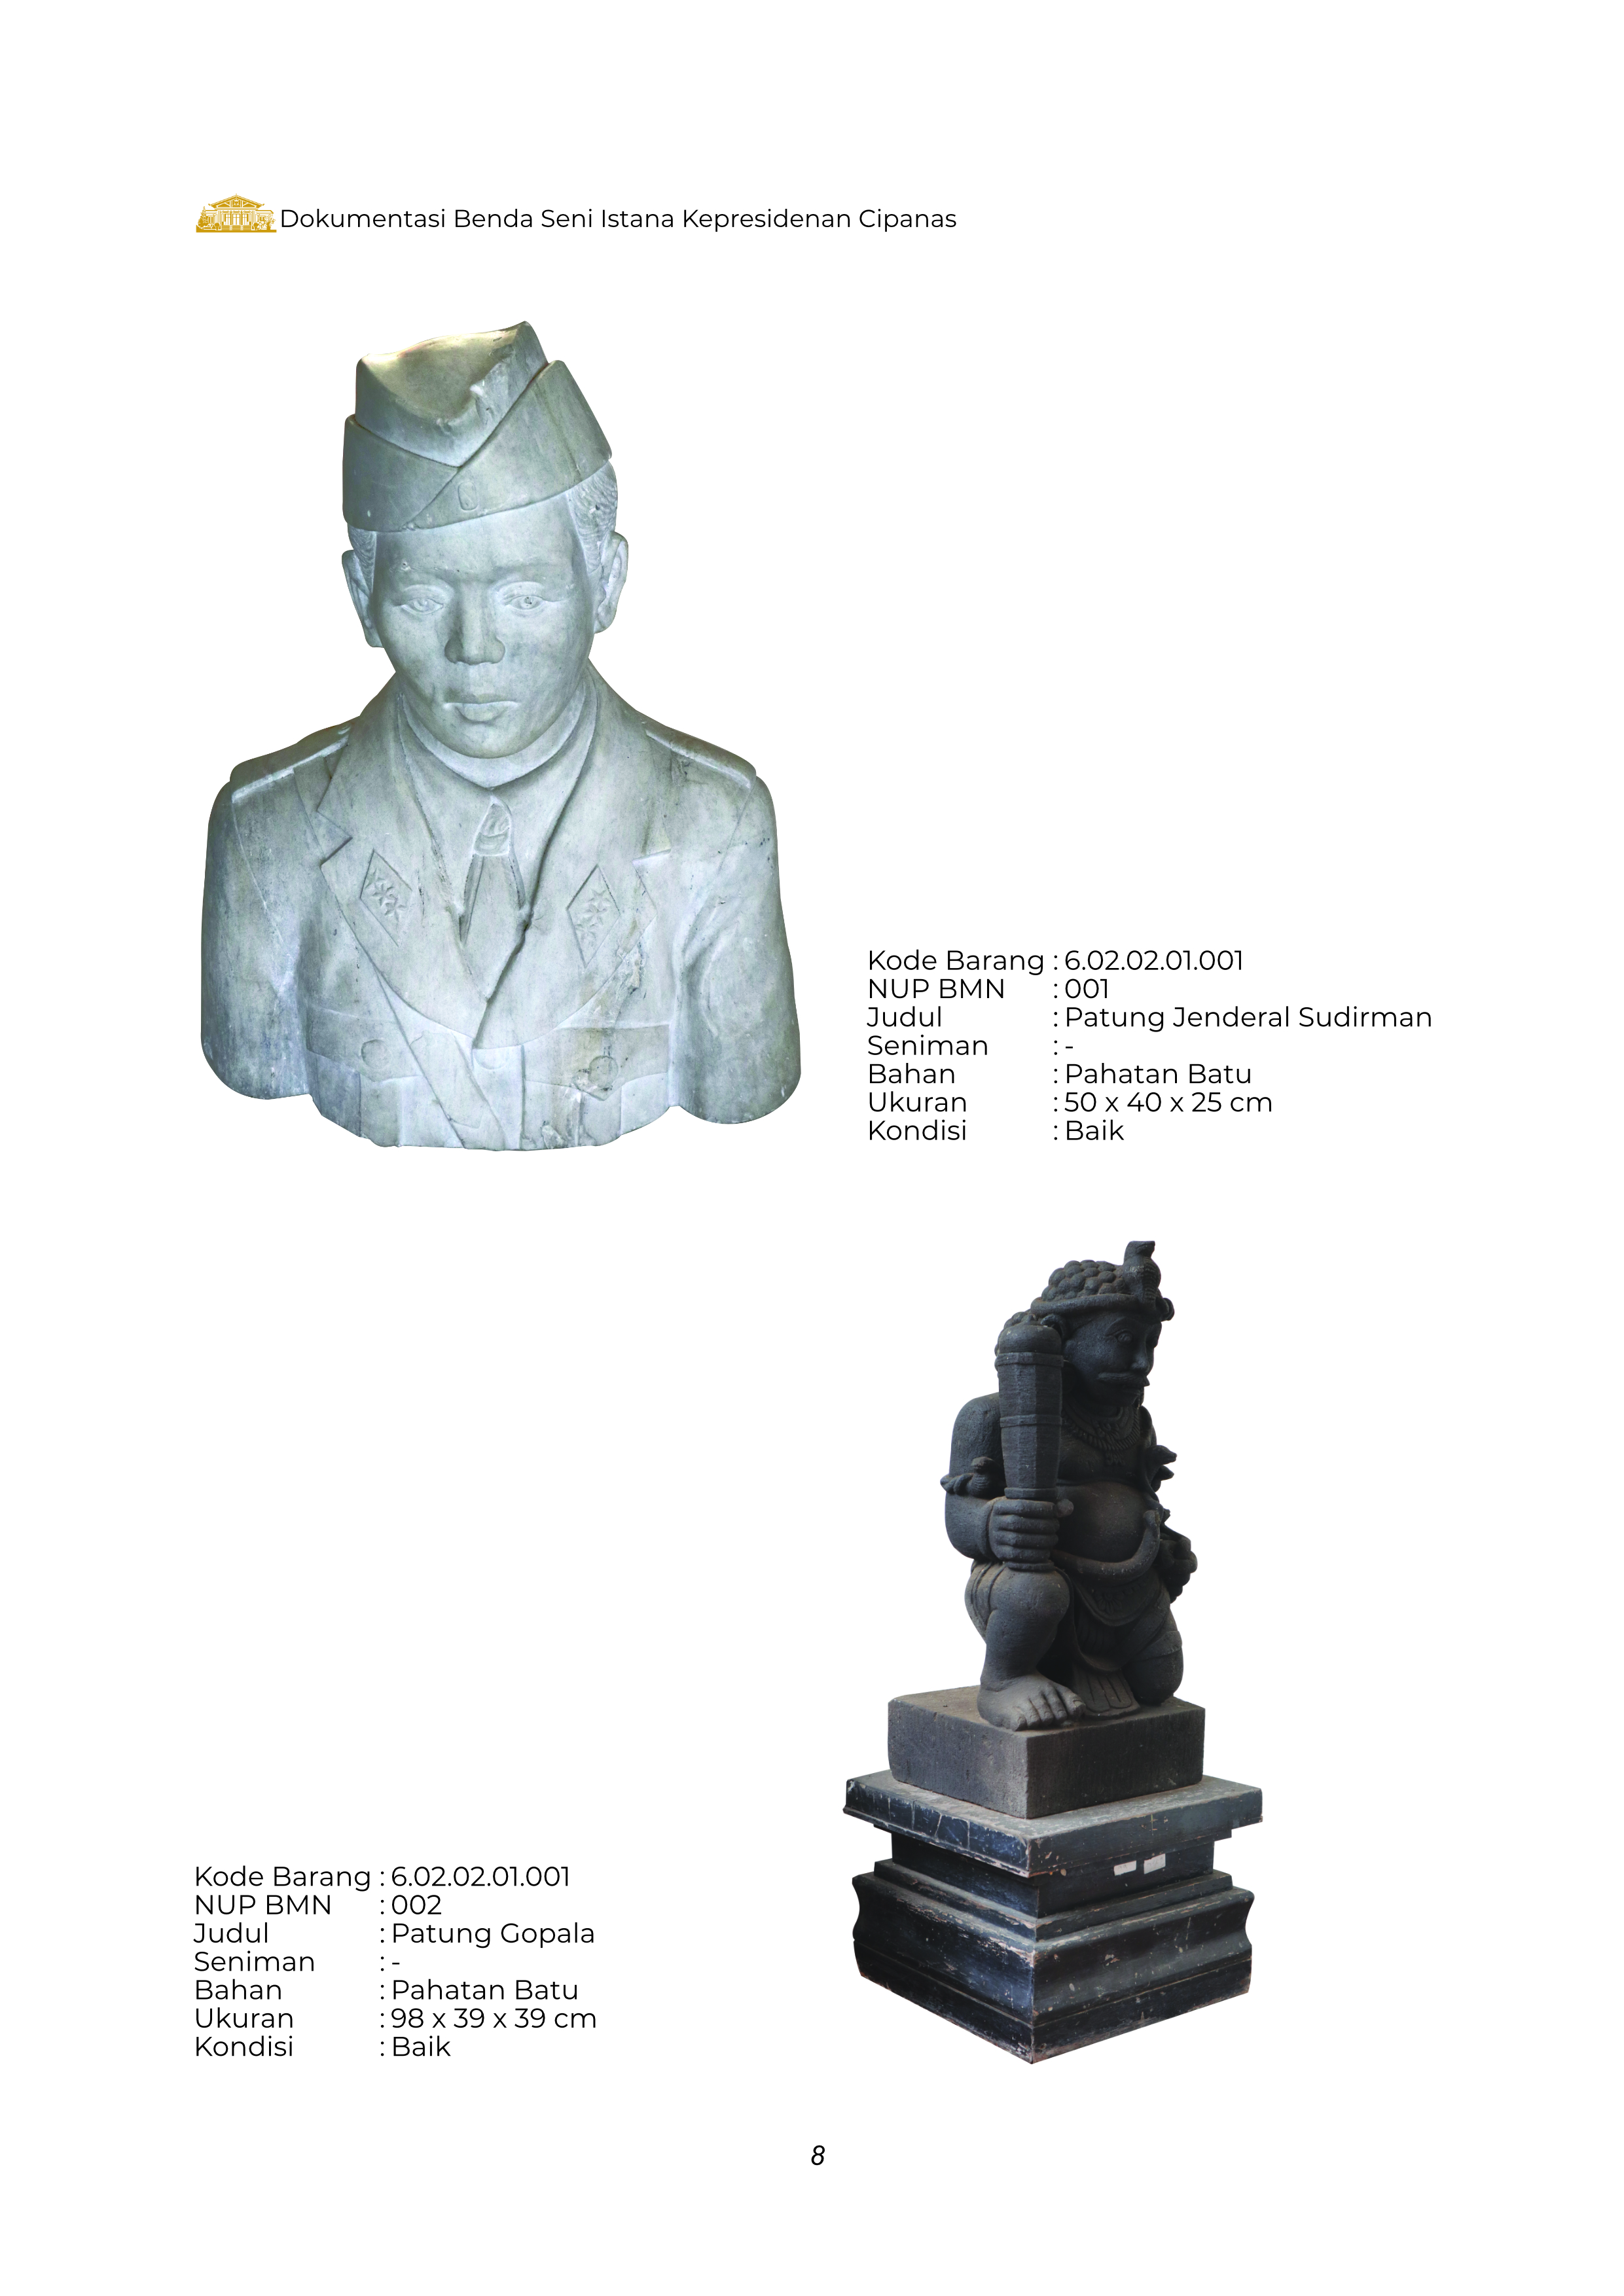 Dokumentasi Benda Seni Istana Kepresidenan Cipanas
Kode Barang : 6.02.02.01.001
NUP BMN : 001
Judul : Patung Jenderal Sudirman
Seniman : -
Bahan : Pahatan Batu
Ukuran : 50 x 40 x 25 cm
Kondisi : Baik
Kode Barang : 6.02.02.01.001
NUP BMN : 002
Judul : Patung Gopala
Seniman : -
Bahan : Pahatan Batu
Ukuran : 98 x 39 x 39 cm
Kondisi : Baik
8